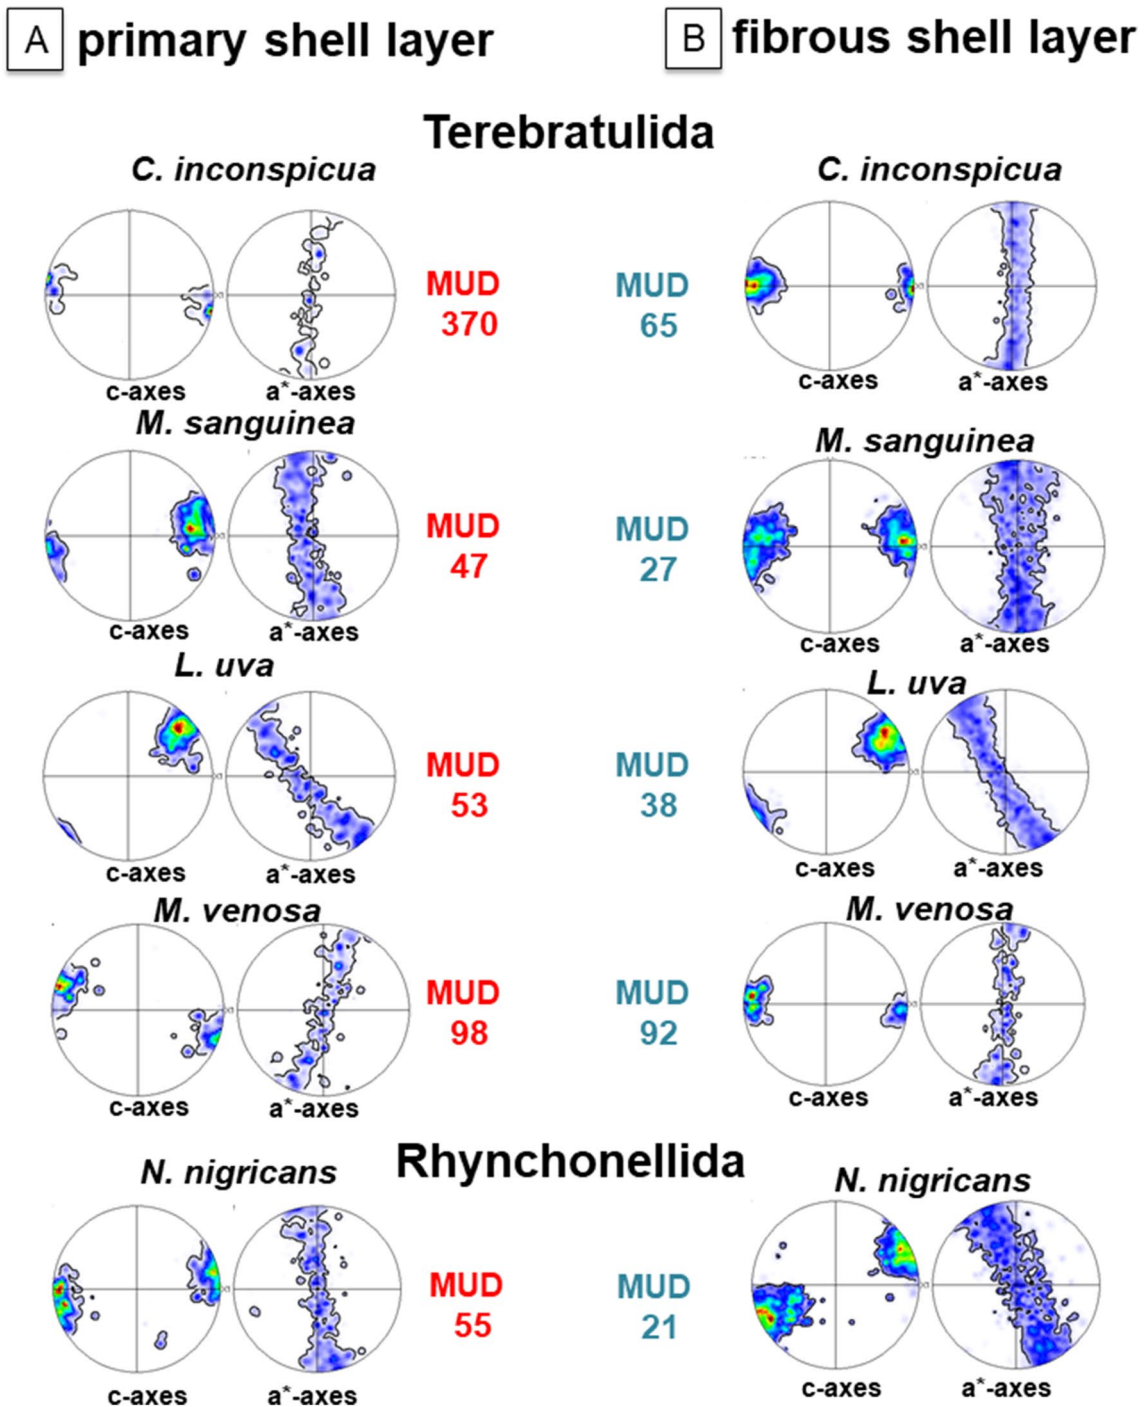 A primary shell layer
B fibrous shell layer
Terebratulida
C. inconspicua
C. inconspicua
MUD
370
MUD
65
c-axes a*-axes
c-axes a*-axes
M. sanguinea
M. sanguinea
MUD
47
MUD
27
c-axes a*-axes
c-axes a*-axes
L. uva
L. uva
MUD
53
MUD
38
c-axes a*-axes
c-axes a*-axes
M. venosa
M. venosa
MUD
98
MUD
92
c-axes a*-axes
c-axes a*-axes
Rhynchonellida
N. nigricans
N. nigricans
MUD
55
MUD
21
c-axes a*-axes
c-axes a*-axes